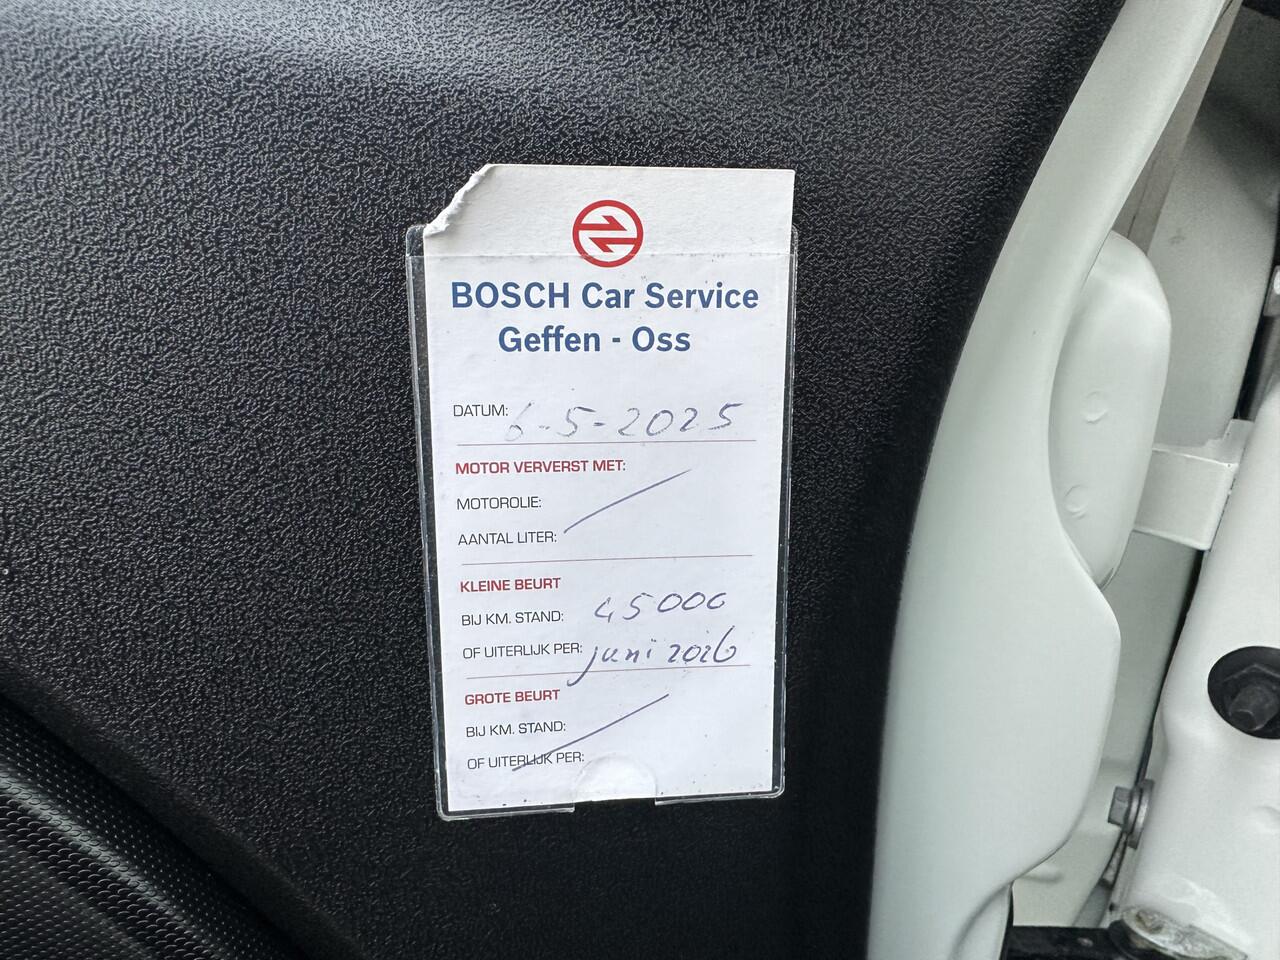 BOSCH Car Service
Geffen - Oss
DATUM: 6-5-2025
MOTOR VERVERST MET:
MOTOROLIE:
AANTAL LITER:
KLEINE BEURT
BIJ KM. STAND: 45000
OF UITERLIJK PER: juni 2026
GROTE BEURT
BIJ KM. STAND:
OF UITERLIJK PER: